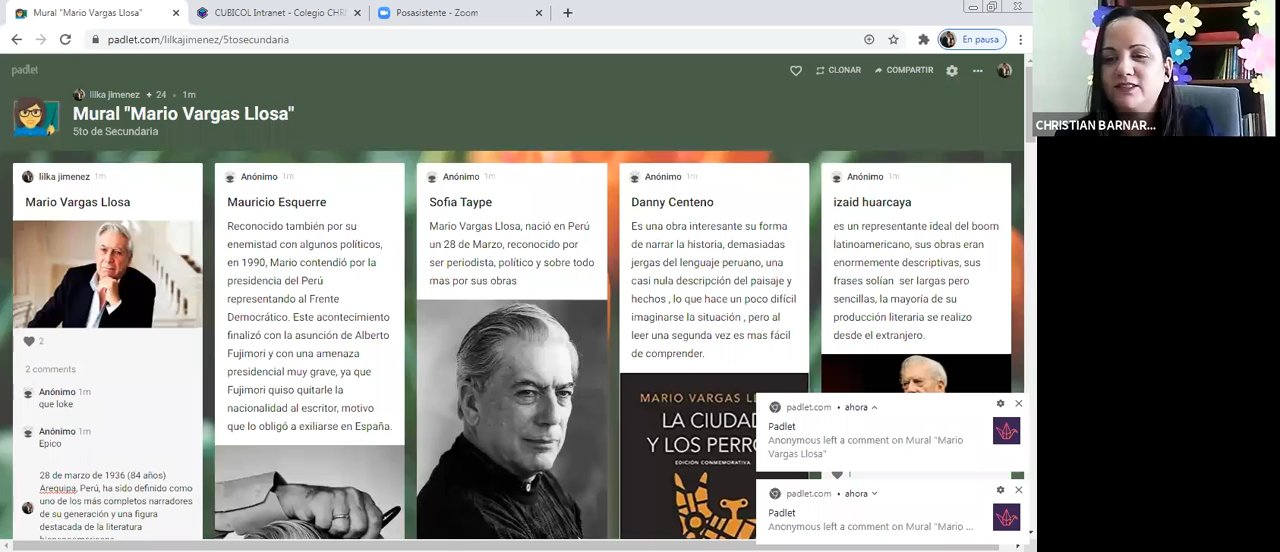 Mural "Mario Vargas Llosa"
CUBICOL Intranet - Colegio CHRI
Posasistente - Zoom
padlet.com/lilkajimenez/5tosecundaria
En pausa
padlet
CLONAR
COMPARTIR
lilka jimenez + 24 • 1m
Mural "Mario Vargas Llosa"
5to de Secundaria
lilka jimenez 1m
Mario Vargas Llosa
2
2 comments
Anónimo 1m
que loke
Anónimo 1m
Epico
28 de marzo de 1936 (84 años)
Arequipa, Perú, ha sido definido como
uno de los más completos narradores
de su generación y una figura
destacada de la literatura
Anónimo 1m
Mauricio Esquerre
Reconocido también por su
enemistad con algunos políticos,
en 1990, Mario contendió por la
presidencia del Perú
representando al Frente
Democrático. Este acontecimiento
finalizó con la asunción de Alberto
Fujimori y con una amenaza
presidencial muy grave, ya que
Fujimori quiso quitarle la
nacionalidad al escritor, motivo
que lo obligó a exiliarse en España.
Anónimo 1m
Sofia Taype
Mario Vargas Llosa, nació en Perú
un 28 de Marzo, reconocido por
ser periodista, político y sobre todo
mas por sus obras
Anónimo 1m
Danny Centeno
Es una obra interesante su forma
de narrar la historia, demasiadas
jergas del lenguaje peruano, una
casi nula descripción del paisaje y
hechos , lo que hace un poco difícil
imaginarse la situación , pero al
leer una segunda vez es mas fácil
de comprender.
MARIO VARGAS LL
LA CIUDAD
Y LOS PERRO
EDICIÓN CONMEMORATIVA
Anónimo 1m
izaid huarcaya
es un representante ideal del boom
latinoamericano, sus obras eran
enormemente descriptivas, sus
frases solían ser largas pero
sencillas, la mayoría de su
producción literaria se realizo
desde el extranjero.
padlet.com • ahora
Padlet
Anonymous left a comment on Mural "Mario
Vargas Llosa"
padlet.com • ahora
Padlet
Anonymous left a comment on Mural "Mario ...
CHRISTIAN BARNAR...